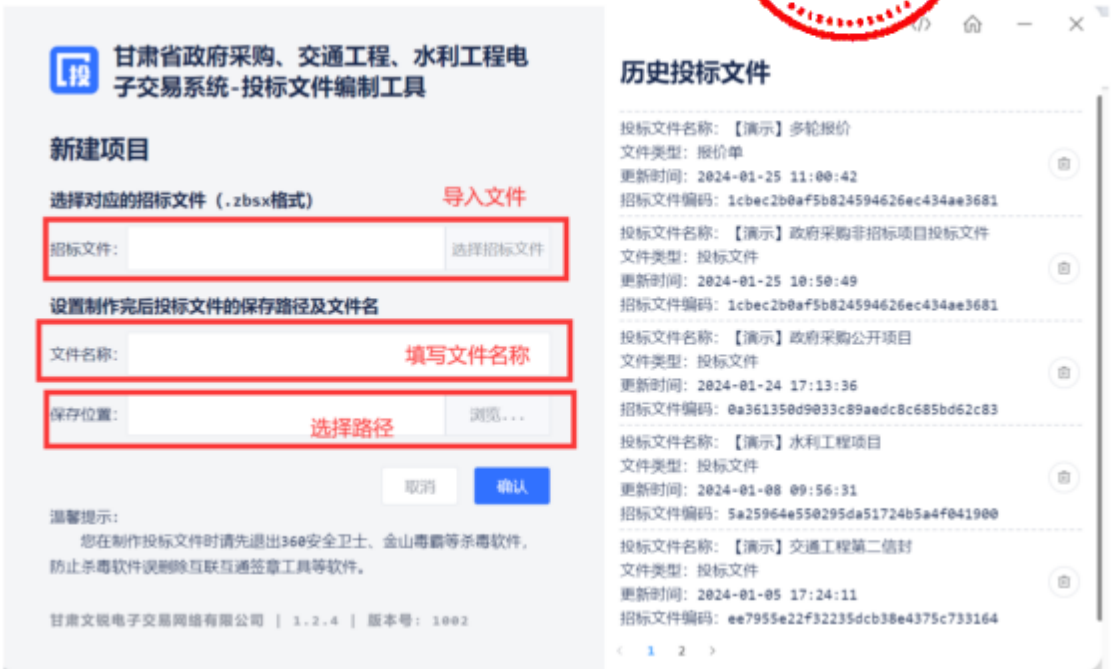 投
甘肃省政府采购、交通工程、水利工程电
子交易系统-投标文件编制工具
新建项目
选择对应的招标文件（.zbsx格式）
导入文件
招标文件：
选择招标文件
设置制作完后投标文件的保存路径及文件名
文件名称：
填写文件名称
保存位置：
选择路径
浏览...
取消
确认
温馨提示：
您在制作投标文件时请先退出360安全卫士、金山毒霸等杀毒软件，
防止杀毒软件误删除互联互通签章工具等软件。
甘肃文锐电子交易网络有限公司 | 1.2.4 | 版本号: 1002
历史投标文件
投标文件名称：【演示】多轮报价
文件类型：报价单
更新时间：2024-01-25 11:00:42
招标文件编码：1cbec2b0af5b824594626ec434ae3681
投标文件名称：【演示】政府采购非招标项目投标文件
文件类型：投标文件
更新时间：2024-01-25 10:50:49
招标文件编码：1cbec2b0af5b824594626ec434ae3681
投标文件名称：【演示】政府采购公开项目
文件类型：投标文件
更新时间：2024-01-24 17:13:36
招标文件编码：0a361350d9033c89aedc8c685bd62c83
投标文件名称：【演示】水利工程项目
文件类型：投标文件
更新时间：2024-01-08 09:56:31
招标文件编码：5a25964e550295da51724b5a4f041900
投标文件名称：【演示】交通工程第二信封
文件类型：投标文件
更新时间：2024-01-05 17:24:11
招标文件编码：ee7955e22f32235dcb38e4375c733164
< 1 2 >